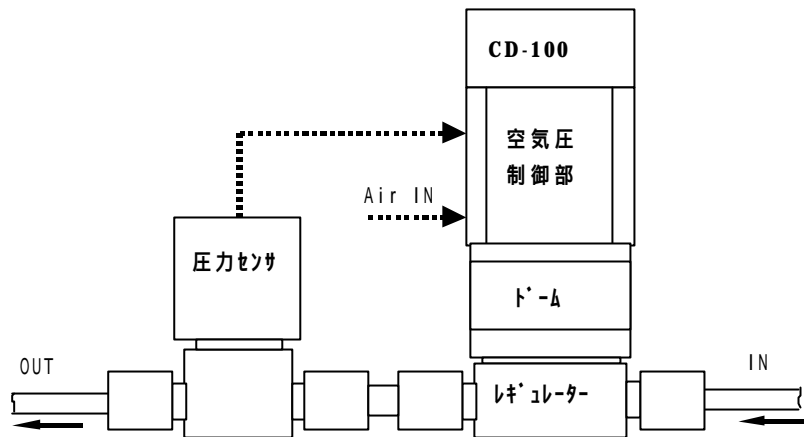 CD-100
空気圧
制御部
Air IN
圧力センサ
ドーム
OUT
IN
レギュレーター